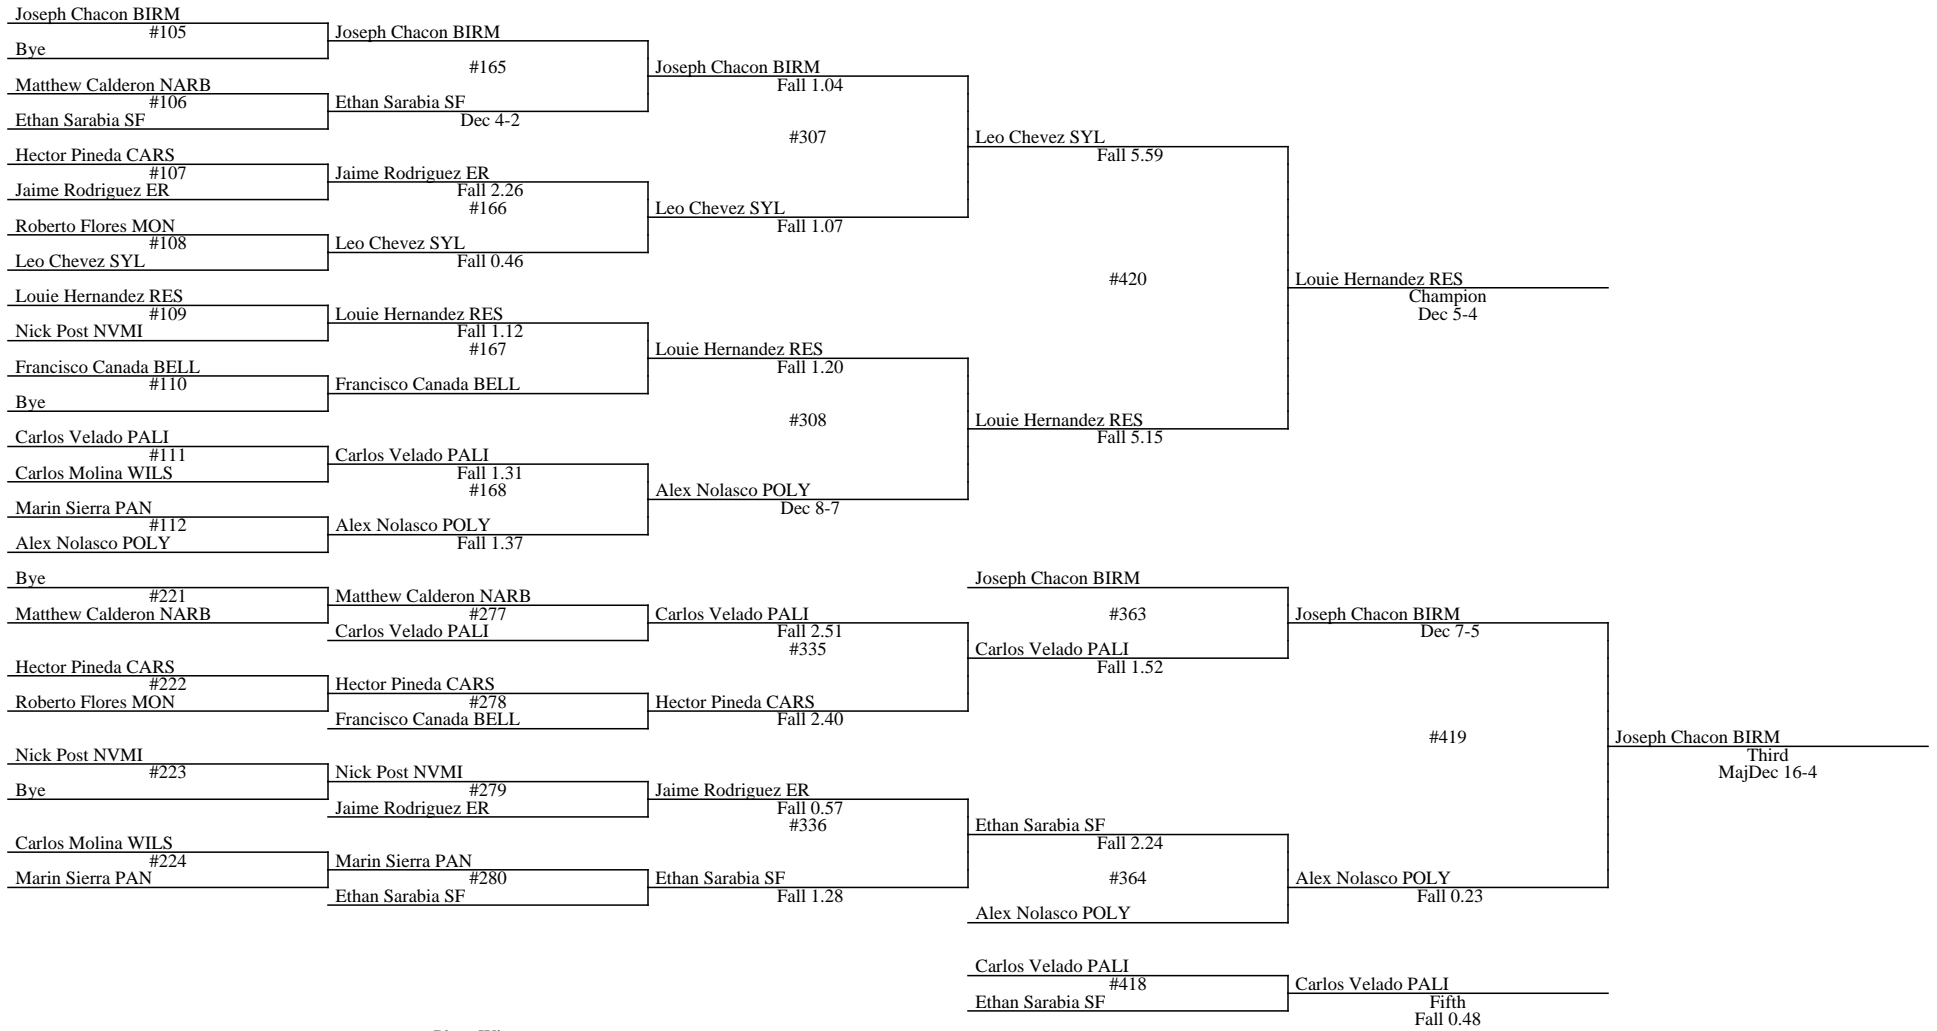 Joseph Chacon BIRM
#105
Bye
Matthew Calderon NARB
#106
Ethan Sarabia SF
Hector Pineda CARS
#107
Jaime Rodriguez ER
Roberto Flores MON
#108
Leo Chevez SYL
Louie Hernandez RES
#109
Nick Post NVMI
Francisco Canada BELL
#110
Bye
Carlos Velado PALI
#111
Carlos Molina WILS
Marin Sierra PAN
#112
Alex Nolasco POLY
Joseph Chacon BIRM
#165
Ethan Sarabia SF
Dec 4-2
Jaime Rodriguez ER
Fall 2.26
#166
Leo Chevez SYL
Fall 0.46
Louie Hernandez RES
Fall 1.12
#167
Francisco Canada BELL
Carlos Velado PALI
Fall 1.31
#168
Alex Nolasco POLY
Fall 1.37
Joseph Chacon BIRM
Fall 1.04
#307
Leo Chevez SYL
Fall 1.07
Louie Hernandez RES
Fall 1.20
#308
Alex Nolasco POLY
Dec 8-7
Leo Chevez SYL
Fall 5.59
#420
Louie Hernandez RES
Fall 5.15
Louie Hernandez RES
Champion
Dec 5-4
Bye
#221
Matthew Calderon NARB
Hector Pineda CARS
#222
Roberto Flores MON
Nick Post NVMI
#223
Bye
Carlos Molina WILS
#224
Marin Sierra PAN
Matthew Calderon NARB
#277
Carlos Velado PALI
Hector Pineda CARS
#278
Francisco Canada BELL
Nick Post NVMI
#279
Jaime Rodriguez ER
Marin Sierra PAN
#280
Ethan Sarabia SF
Carlos Velado PALI
Fall 2.51
#335
Hector Pineda CARS
Fall 2.40
Jaime Rodriguez ER
Fall 0.57
#336
Ethan Sarabia SF
Fall 1.28
Joseph Chacon BIRM
#363
Carlos Velado PALI
Fall 1.52
Ethan Sarabia SF
Fall 2.24
#364
Alex Nolasco POLY
Joseph Chacon BIRM
Dec 7-5
#419
Alex Nolasco POLY
Fall 0.23
Joseph Chacon BIRM
Third
MajDec 16-4
Carlos Velado PALI
#418
Ethan Sarabia SF
Carlos Velado PALI
Fifth
Fall 0.48